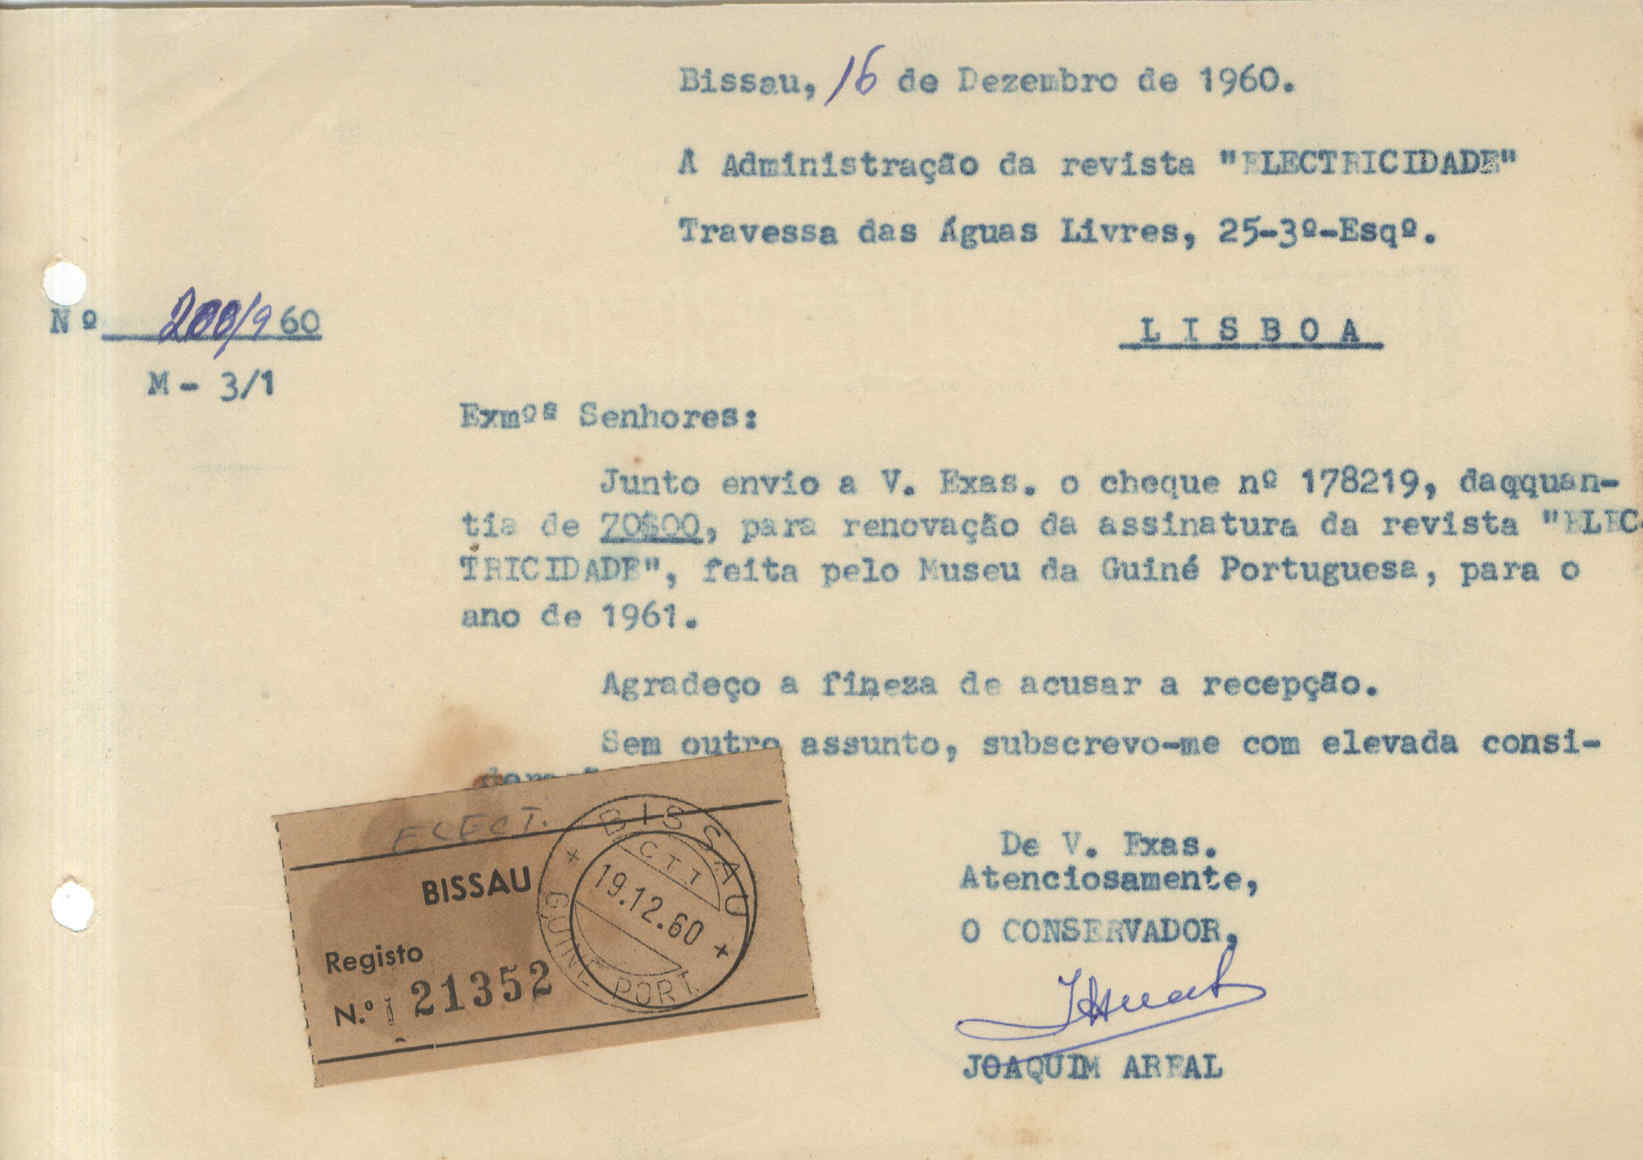 Bissau, 16 de Dezembro de 1960.
A Administração da revista "ELECTRICIDADE"
Travessa das Águas Livres, 25-3º-Esqº.
Nº 200/960
LISBOA
M - 3/1
Exmºs Senhores:
Junto envio a V. Exas. o cheque nº 178219, daqquan-
tia de 70$00, para renovação da assinatura da revista "ELEC-
TRICIDADE", feita pelo Museu da Guiné Portuguesa, para o
ano de 1961.
Agradeço a fineza de acusar a recepção.
Sem outro assunto, subscrevo-me com elevada consi-
De V. Exas.
Atenciosamente,
O CONSERVADOR,
JOAQUIM AREAL
ELECT.
BISSAU
Registo
N.º 21352
BISSAU
CTT
19.12.60
GUINÉ PORT.